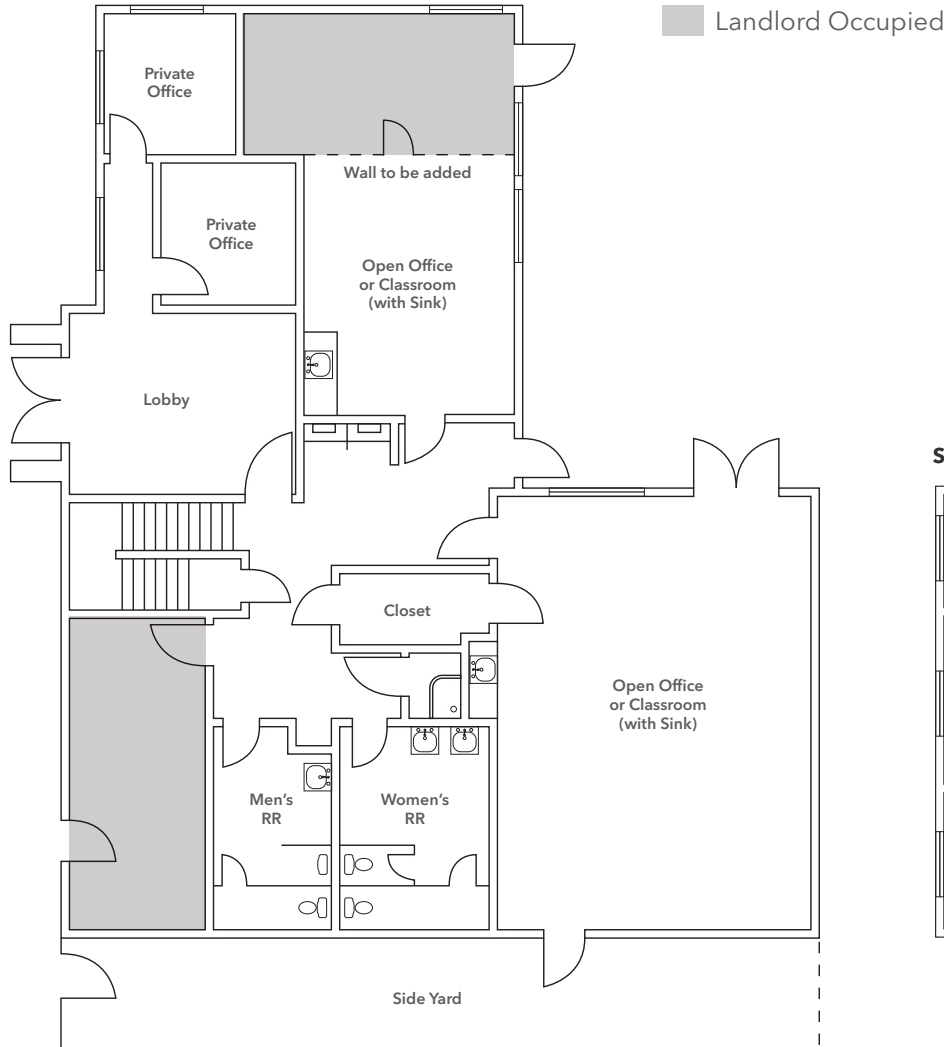 Landlord Occupied
Private
Office
Wall to be added
Private
Office
Open Office
or Classroom
(with Sink)
Lobby
Closet
Open Office
or Classroom
(with Sink)
Men's
RR
Women's
RR
Side Yard